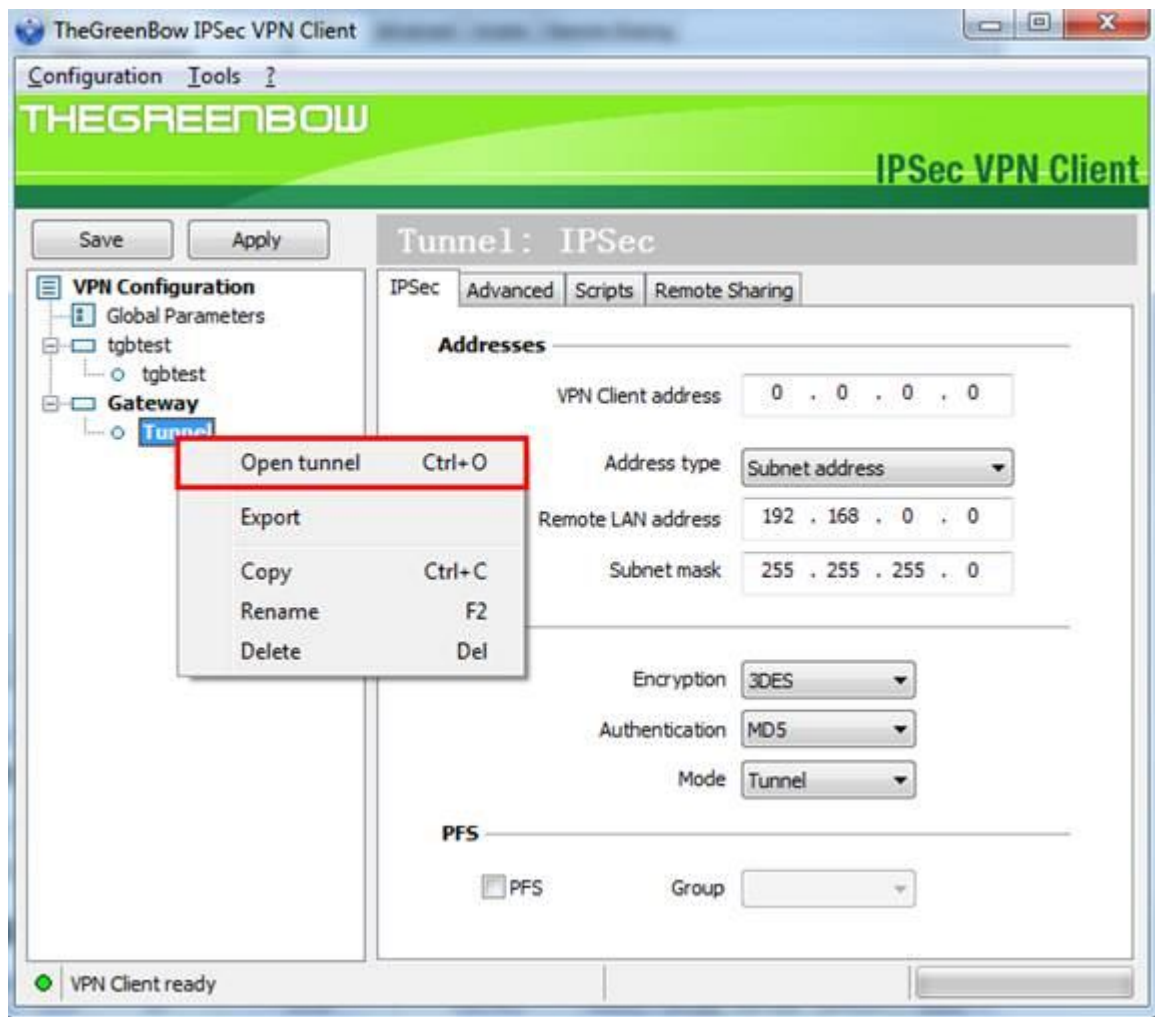 TheGreenBow IPSec VPN Client
Configuration Tools ?
THEGREENBOW
IPSec VPN Client
Save Apply
Tunnel: IPSec
VPN Configuration
Global Parameters
tgbtest
tgbtest
Gateway
Tunnel
Open tunnel Ctrl+O
Export
Copy Ctrl+C
Rename F2
Delete Del
IPSec Advanced Scripts Remote Sharing
Addresses
VPN Client address 0 . 0 . 0 . 0
Address type Subnet address
Remote LAN address 192 . 168 . 0 . 0
Subnet mask 255 . 255 . 255 . 0
Encryption 3DES
Authentication MD5
Mode Tunnel
PFS
PFS Group
VPN Client ready